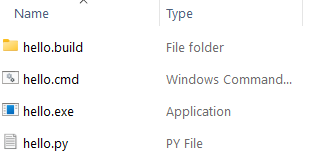 Name Type
hello.build File folder
hello.cmd Windows Command...
hello.exe Application
hello.py PY File